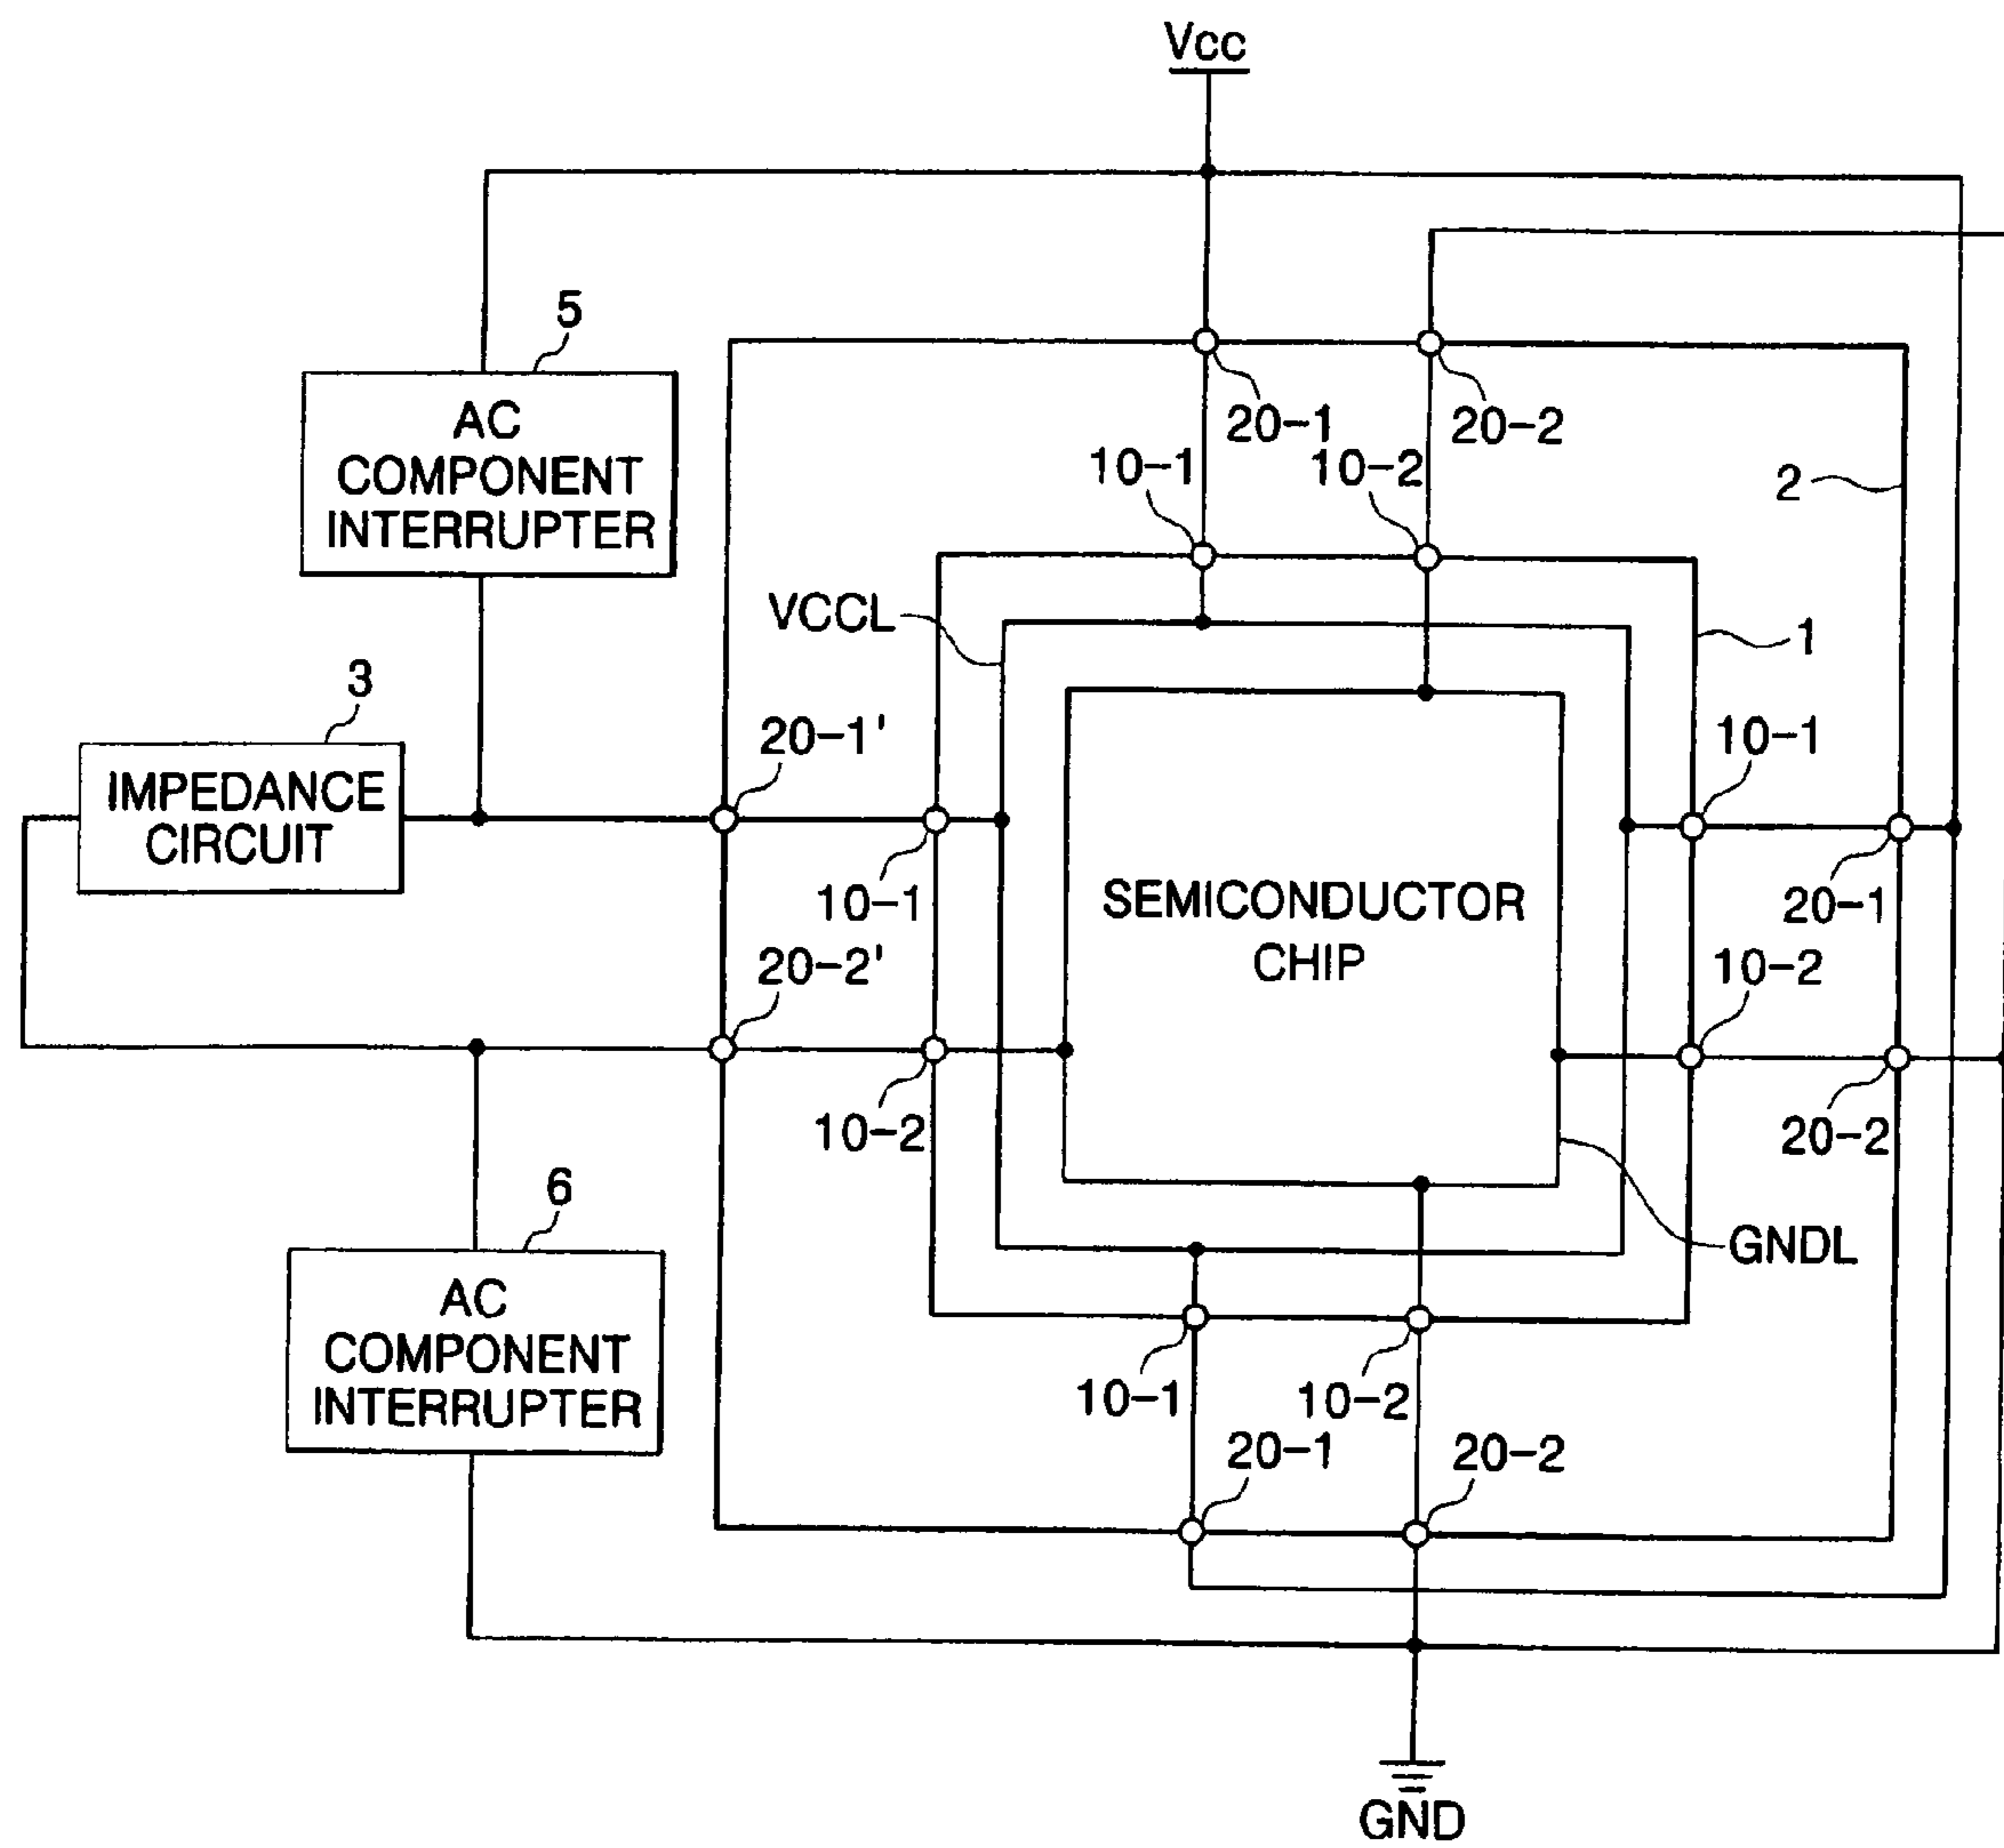 Vcc
5
AC
COMPONENT
INTERRUPTER
20-1
20-2
10-1
10-2
2
VCCL
1
3
IMPEDANCE
CIRCUIT
20-1'
10-1
10-1
20-1
SEMICONDUCTOR
CHIP
20-2'
10-2
10-2
20-2
6
AC
COMPONENT
INTERRUPTER
GNDL
10-1
10-2
20-1
20-2
GND